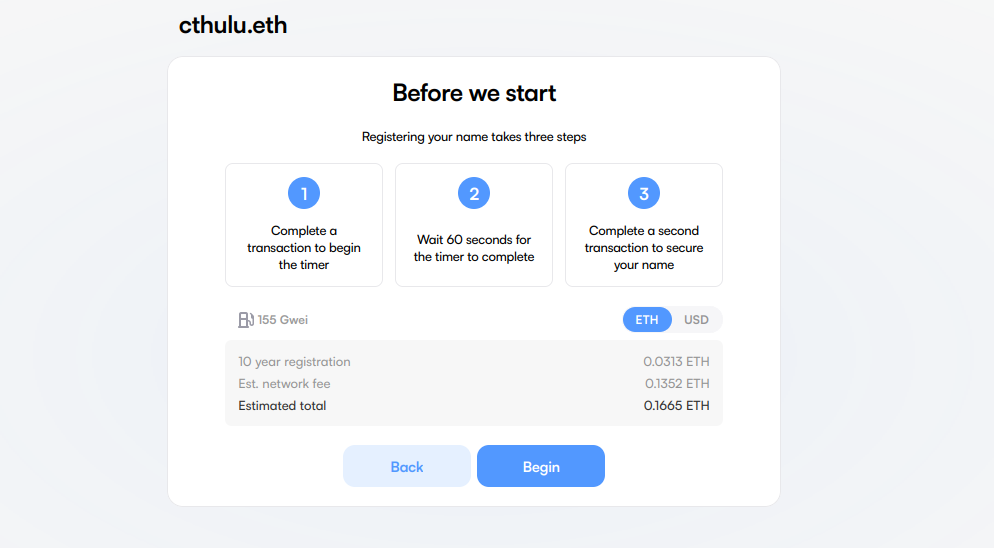 cthulu.eth
Before we start
Registering your name takes three steps
1
Complete a
transaction to begin
the timer
2
Wait 60 seconds for
the timer to complete
3
Complete a second
transaction to secure
your name
155 Gwei
ETH USD
10 year registration 0.0313 ETH
Est. network fee 0.1352 ETH
Estimated total 0.1665 ETH
Back Begin